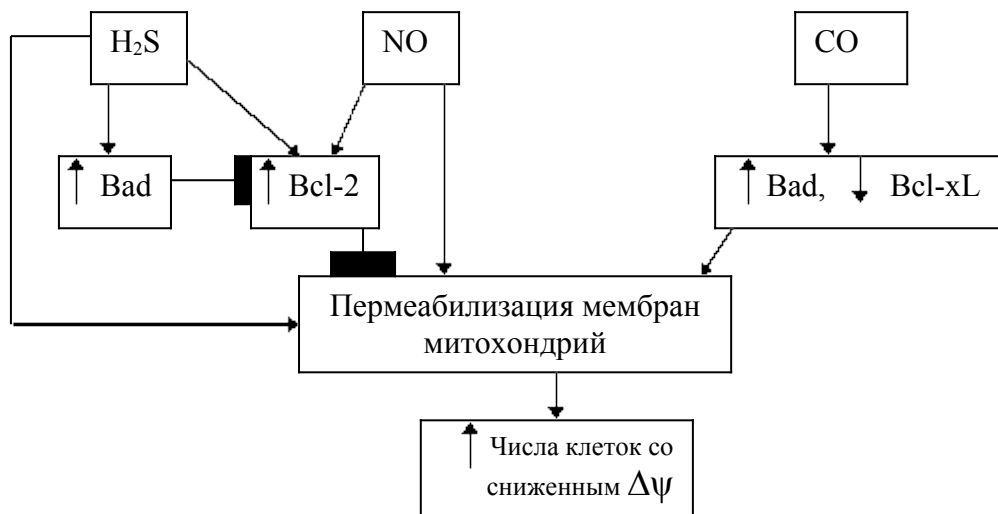 H₂S
NO
CO
Bad
Bcl-2
Bad, Bcl-xL
Пермеабилизация мембран
митохондрий
Числа клеток со
сниженным Δψ